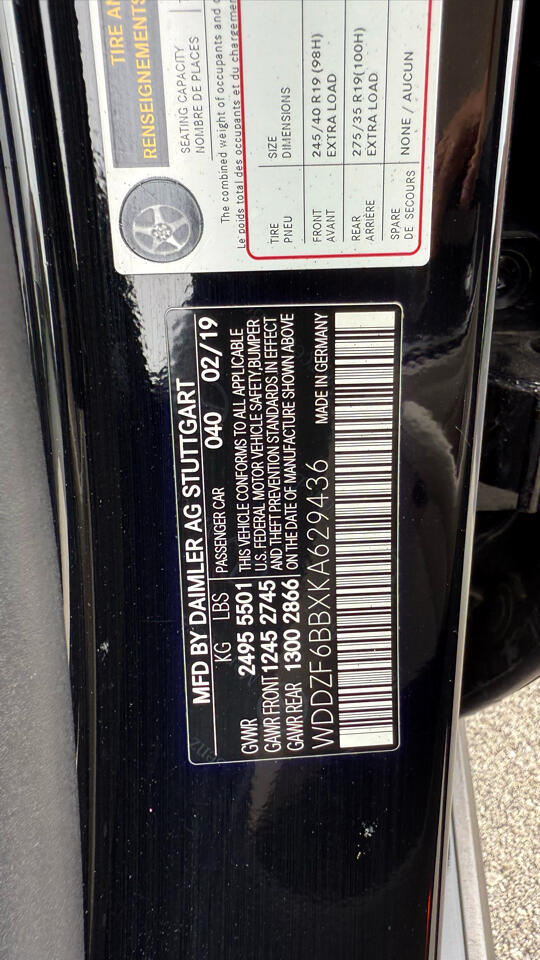 TIRE AN
RENSEIGNEMENTS
SEATING CAPACITY
NOMBRE DE PLACES
The combined weight of occupants and c
Le poids total des occupants et du chargemen
TIRE
PNEU
SIZE
DIMENSIONS
FRONT
AVANT
245/40 R19 (98H)
EXTRA LOAD
REAR
ARRIÈRE
275/35 R19(100H)
EXTRA LOAD
SPARE
DE SECOURS
NONE / AUCUN
MFD BY DAIMLER AG STUTTGART
KG LBS PASSENGER CAR 040 02/19
GVWR 2495 5501
GAWR FRONT 1245 2745
GAWR REAR 1300 2866
THIS VEHICLE CONFORMS TO ALL APPLICABLE
U.S. FEDERAL MOTOR VEHICLE SAFETY,BUMPER
AND THEFT PREVENTION STANDARDS IN EFFECT
ON THE DATE OF MANUFACTURE SHOWN ABOVE
WDDZF6BBXKA629436 MADE IN GERMANY